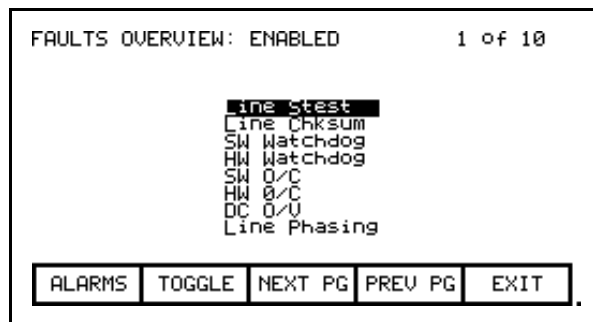 FAULTS OVERVIEW: ENABLED 1 of 10
Line Stest
Line Chksum
SW Watchdog
HW Watchdog
SW O/C
HW O/C
DC O/V
Line Phasing
ALARMS TOGGLE NEXT PG PREV PG EXIT